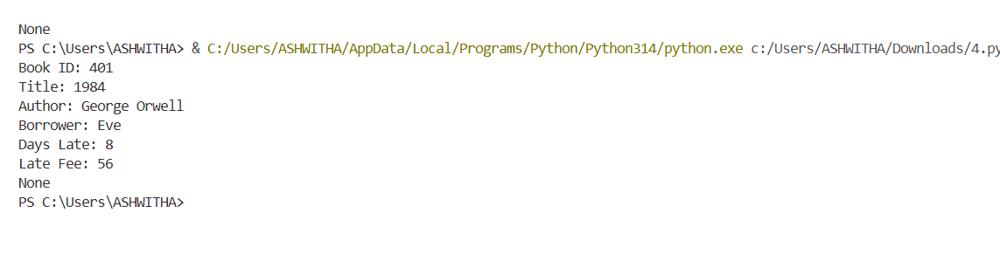 None
PS C:\Users\ASHWITHA> & C:/Users/ASHWITHA/AppData/Local/Programs/Python/Python314/python.exe c:/Users/ASHWITHA/Downloads/4.py
Book ID: 401
Title: 1984
Author: George Orwell
Borrower: Eve
Days Late: 8
Late Fee: 56
None
PS C:\Users\ASHWITHA>